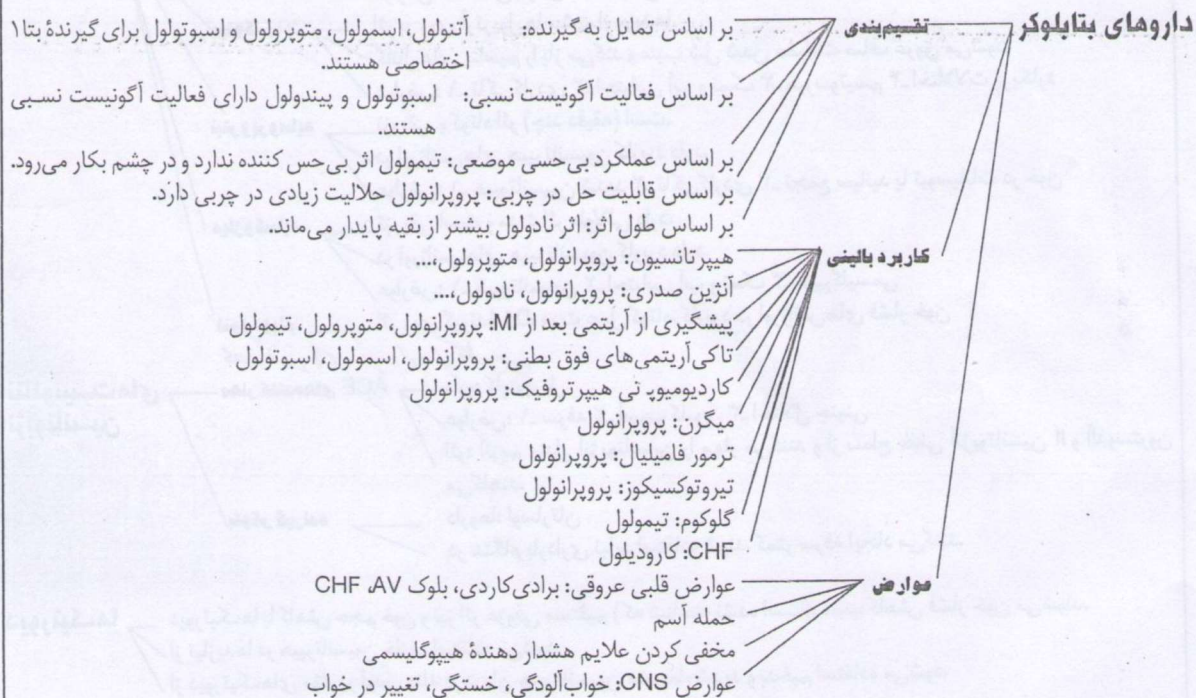 داروهای بتابلوکر
تقسیم‌بندی
بر اساس تمایل به گیرنده: آتنولول، اسمولول، متوپرولول و اسبوتولول برای گیرندهٔ بتا۱
اختصاصی هستند.
بر اساس فعالیت آگونیست نسبی: اسبوتولول و پیندولول دارای فعالیت آگونیست نسبی
هستند.
بر اساس عملکرد بی‌حسی موضعی: تیمولول اثر بی‌حس کننده ندارد و در چشم بکار می‌رود.
بر اساس قابلیت حل در چربی: پروپرانولول حلالیت زیادی در چربی دارد.
بر اساس طول اثر: اثر نادولول بیشتر از بقیه پایدار می‌ماند.
کاربرد بالینی
هیپرتانسیون: پروپرانولول، متوپرولول....
آنژین صدری: پروپرانولول، نادولول....
پیشگیری از آریتمی بعد از MI: پروپرانولول، متوپرولول، تیمولول
تاکی‌آریتمی‌های فوق بطنی: پروپرانولول، اسمولول، اسبوتولول
کاردیومیوپـ تی هیپرتروفیک: پروپرانولول
میگرن: پروپرانولول
ترمور فامیلیال: پروپرانولول
تیروتوکسیکوز: پروپرانولول
گلوکوم: تیمولول
CHF: کارودیلول
عوارض
عوارض قلبی عروقی: برادی‌کاردی، بلوک AV، CHF
حمله آسم
مخفی کردن علایم هشدار دهندهٔ هیپوگلیسمی
عوارض CNS: خواب‌آلودگی، خستگی، تغییر در خواب